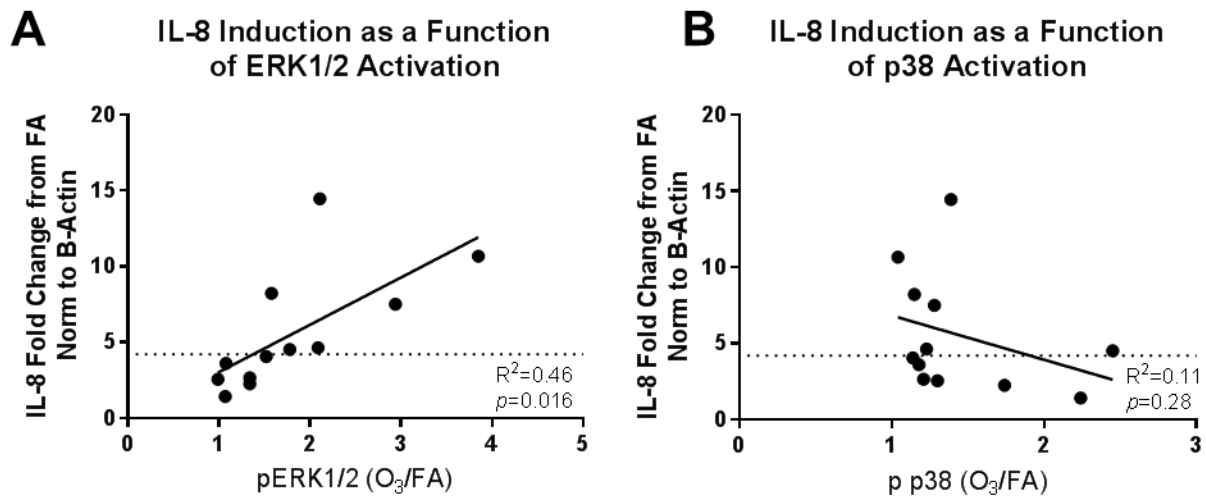 A
IL-8 Induction as a Function
of ERK1/2 Activation
IL-8 Fold Change from FA
Norm to B-Actin
20
15
10
5
0
R²=0.46
p=0.016
0 1 2 3 4 5
pERK1/2 (O₃/FA)
B
IL-8 Induction as a Function
of p38 Activation
IL-8 Fold Change From FA
Norm to B-Actin
20
15
10
5
0
R²=0.11
p=0.28
0 1 2 3
p p38 (O₃/FA)